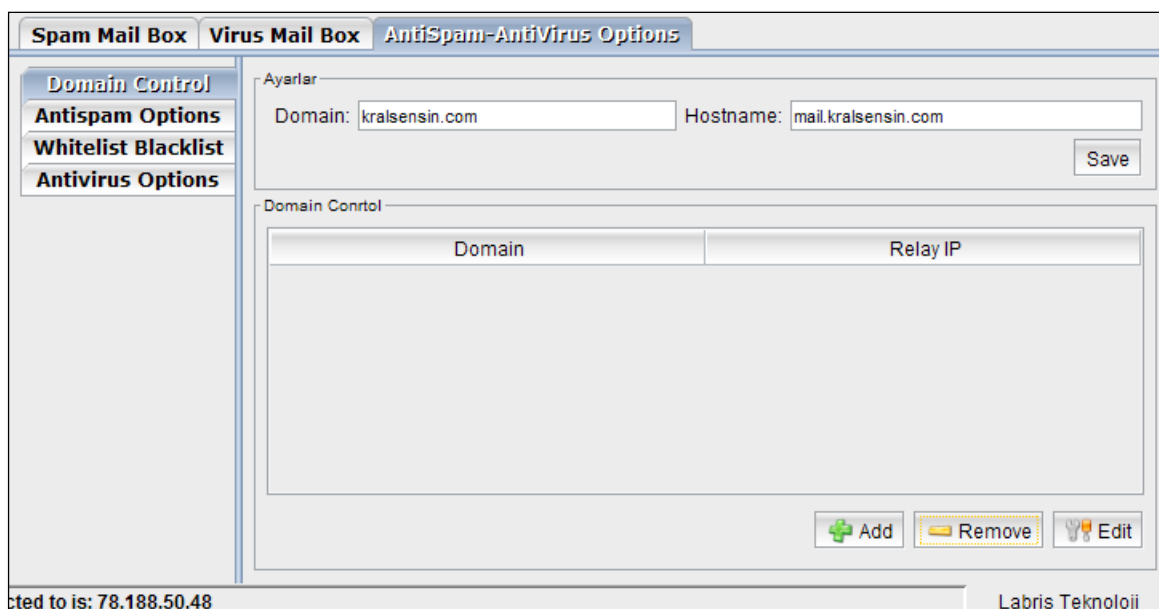 Spam Mail Box Virus Mail Box AntiSpam-AntiVirus Options
Domain Control
Antispam Options
Whitelist Blacklist
Antivirus Options
Ayarlar
Domain: kralsensin.com Hostname: mail.kralsensin.com
Save
Domain Conrtol
Domain Relay IP
Add Remove Edit
cted to is: 78.188.50.48 Labris Teknoloji